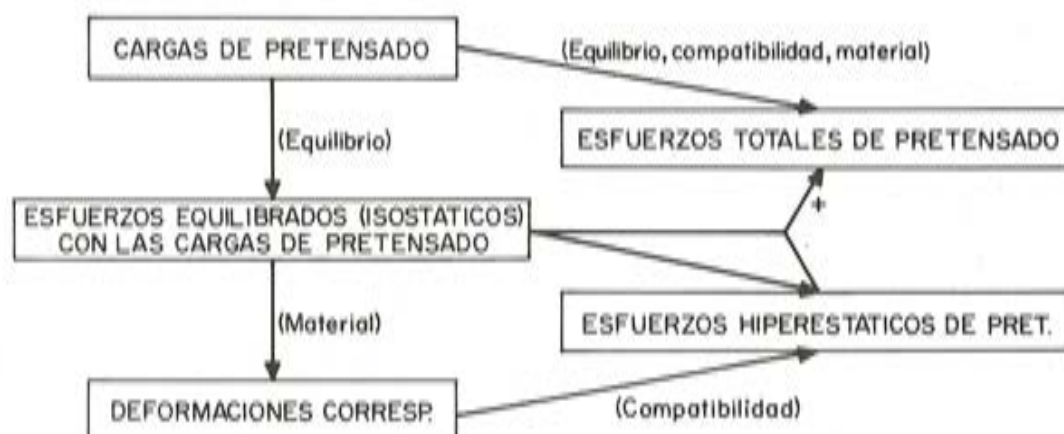 CARGAS DE PRETENSADO
(Equilibrio, compatibilidad, material)
(Equilibrio)
ESFUERZOS TOTALES DE PRETENSADO
ESFUERZOS EQUILIBRADOS (ISOSTATICOS)
CON LAS CARGAS DE PRETENSADO
+
(Material)
ESFUERZOS HIPERESTATICOS DE PRET.
DEFORMACIONES CORRESP.
(Compatibilidad)